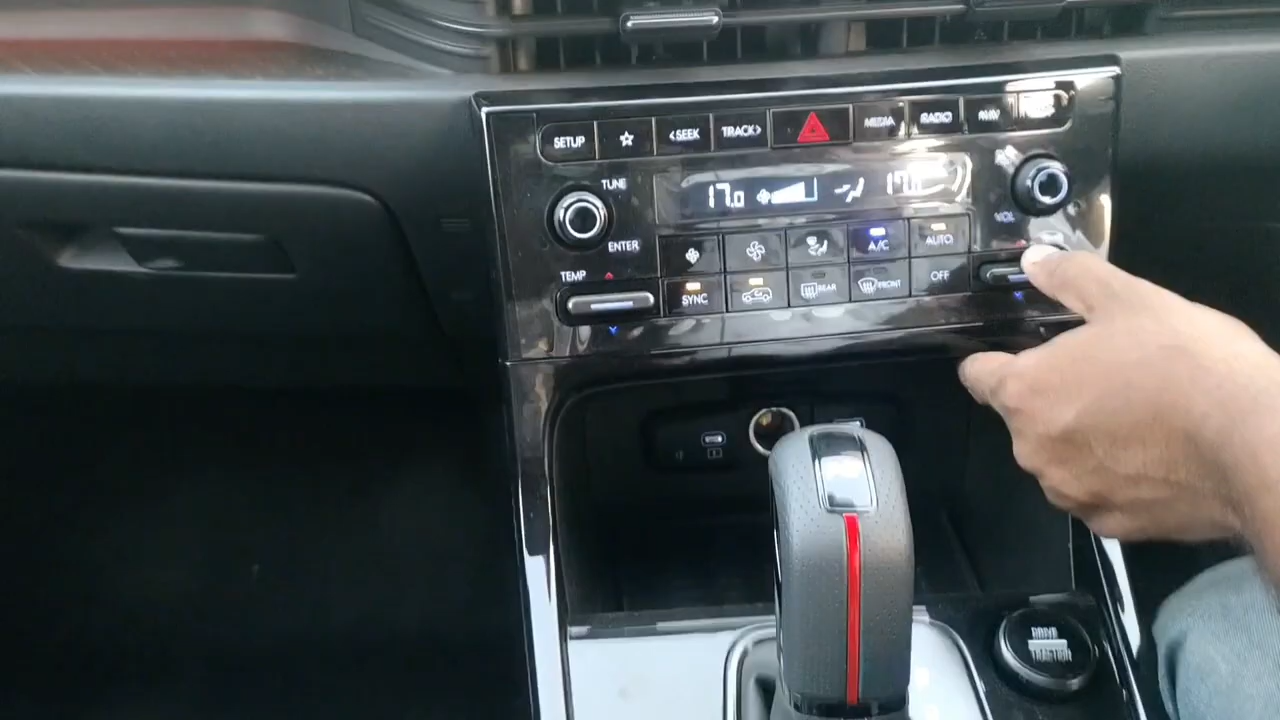 SETUP
<SEEK
TRACK>
MEDIA
RADIO
TUNE
ENTER
17.0
VOL
TEMP
A/C
AUTO
SYNC
REAR
FRONT
OFF
DRIVE
TRACTION